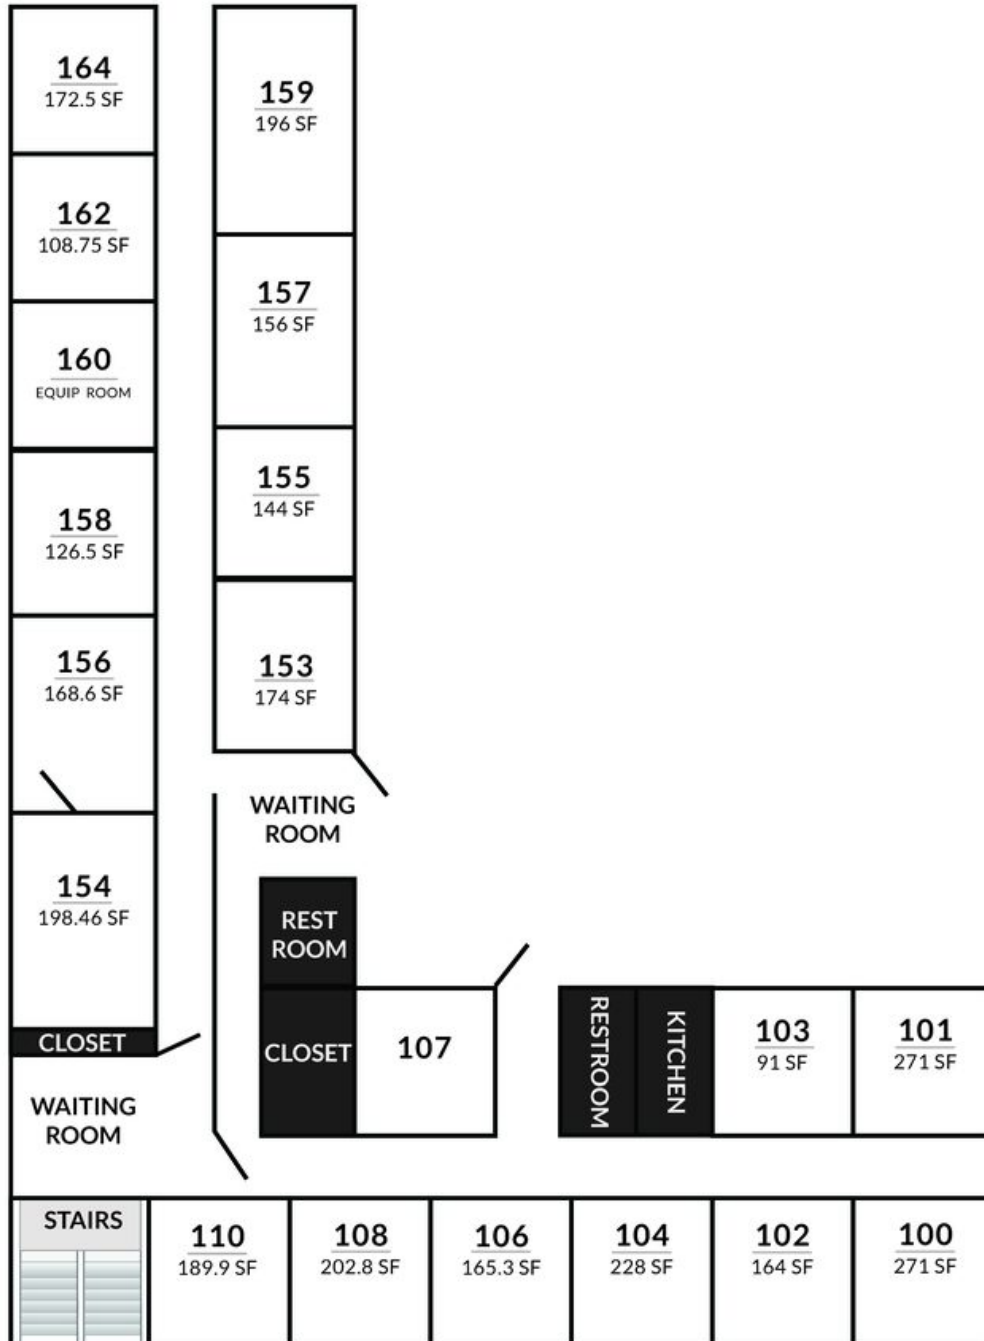 164
172.5 SF
162
108.75 SF
160
EQUIP ROOM
158
126.5 SF
156
168.6 SF
154
198.46 SF
CLOSET
WAITING
ROOM
159
196 SF
157
156 SF
155
144 SF
153
174 SF
WAITING
ROOM
REST
ROOM
CLOSET
107
RESTROOM
KITCHEN
103
91 SF
101
271 SF
STAIRS
110
189.9 SF
108
202.8 SF
106
165.3 SF
104
228 SF
102
164 SF
100
271 SF